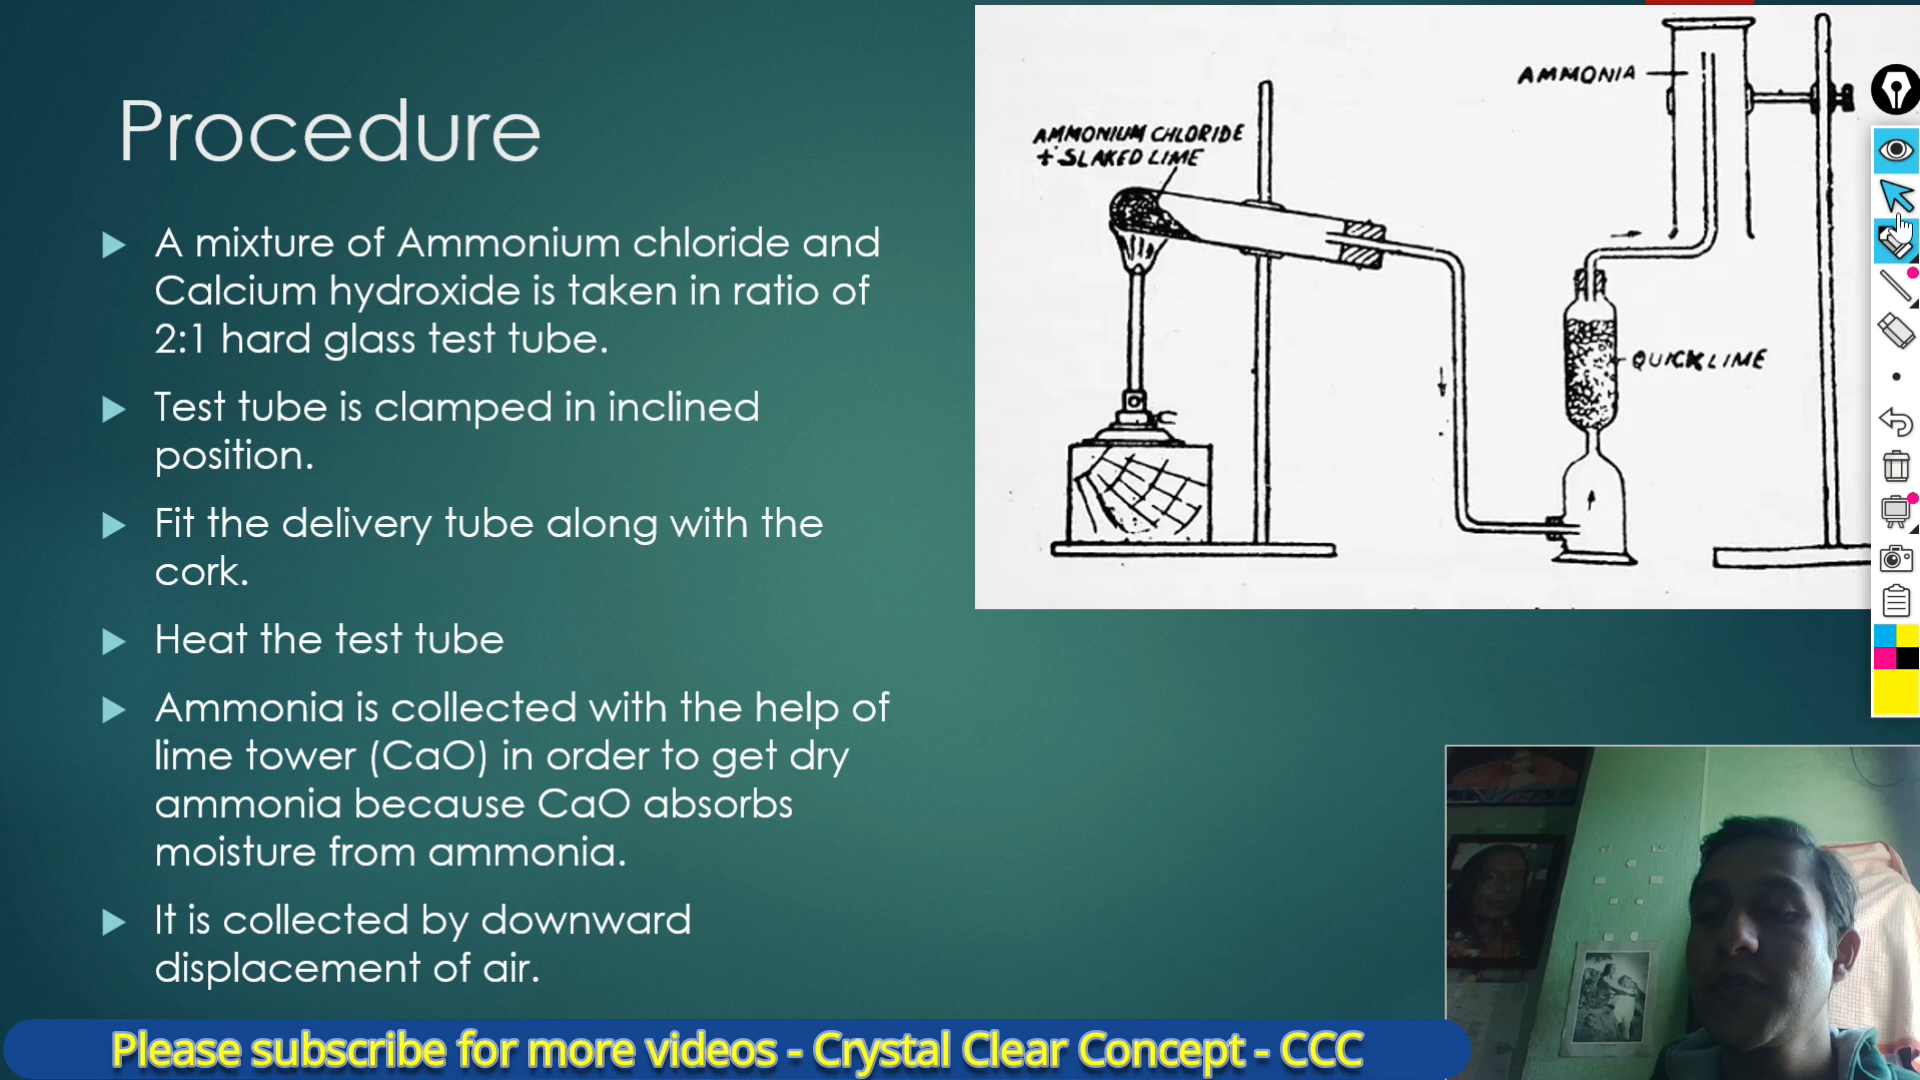 Procedure
A mixture of Ammonium chloride and
Calcium hydroxide is taken in ratio of
2:1 hard glass test tube.
Test tube is clamped in inclined
position.
Fit the delivery tube along with the
cork.
Heat the test tube
Ammonia is collected with the help of
lime tower (CaO) in order to get dry
ammonia because CaO absorbs
moisture from ammonia.
It is collected by downward
displacement of air.
AMMONIA
AMMONIUM CHLORIDE
+ SLAKED LIME
QUICKLIME
Please subscribe for more videos - Crystal Clear Concept - CCC